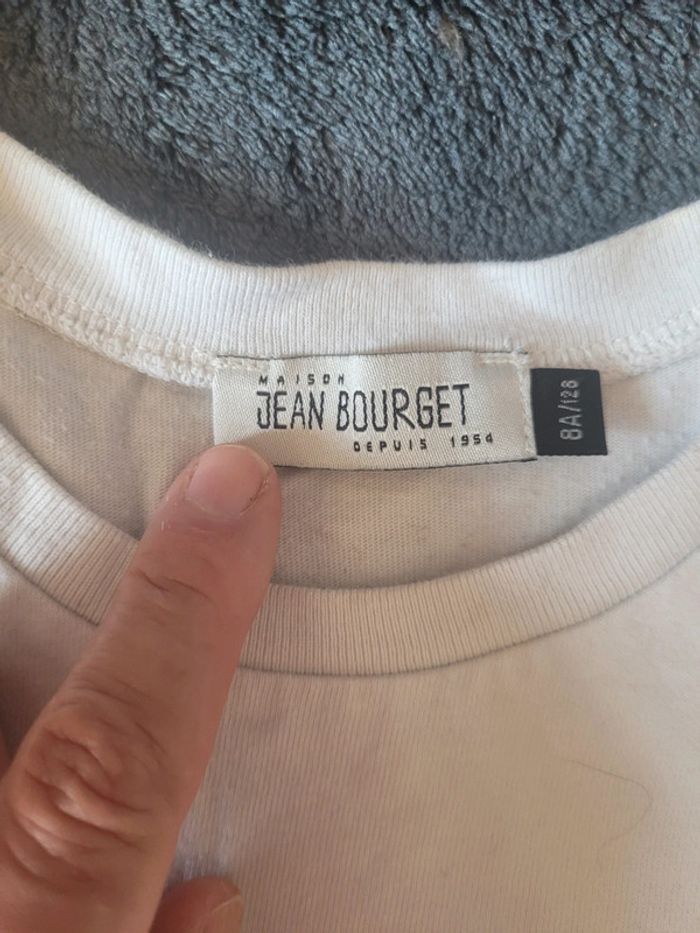 MAISON
JEAN BOURGET
DEPUIS 1954
8A/128